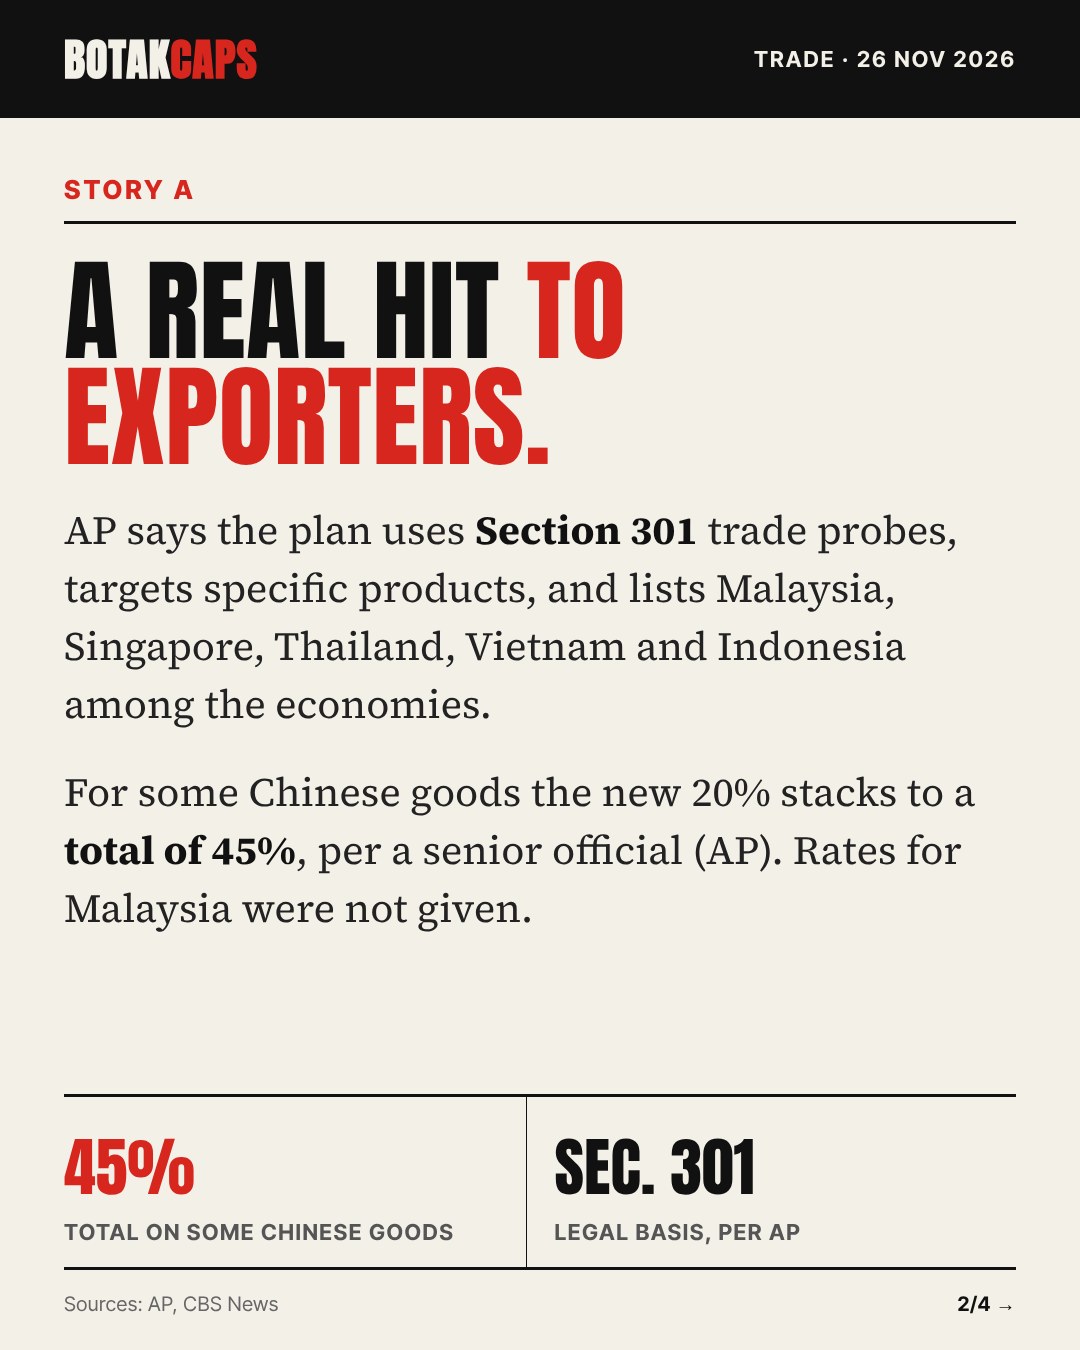 BOTAKCAPS
TRADE · 26 NOV 2026
STORY A
A REAL HIT TO
EXPORTERS.
AP says the plan uses Section 301 trade probes,
targets specific products, and lists Malaysia,
Singapore, Thailand, Vietnam and Indonesia
among the economies.
For some Chinese goods the new 20% stacks to a
total of 45%, per a senior official (AP). Rates for
Malaysia were not given.
45%
TOTAL ON SOME CHINESE GOODS
SEC. 301
LEGAL BASIS, PER AP
Sources: AP, CBS News
2/4 →